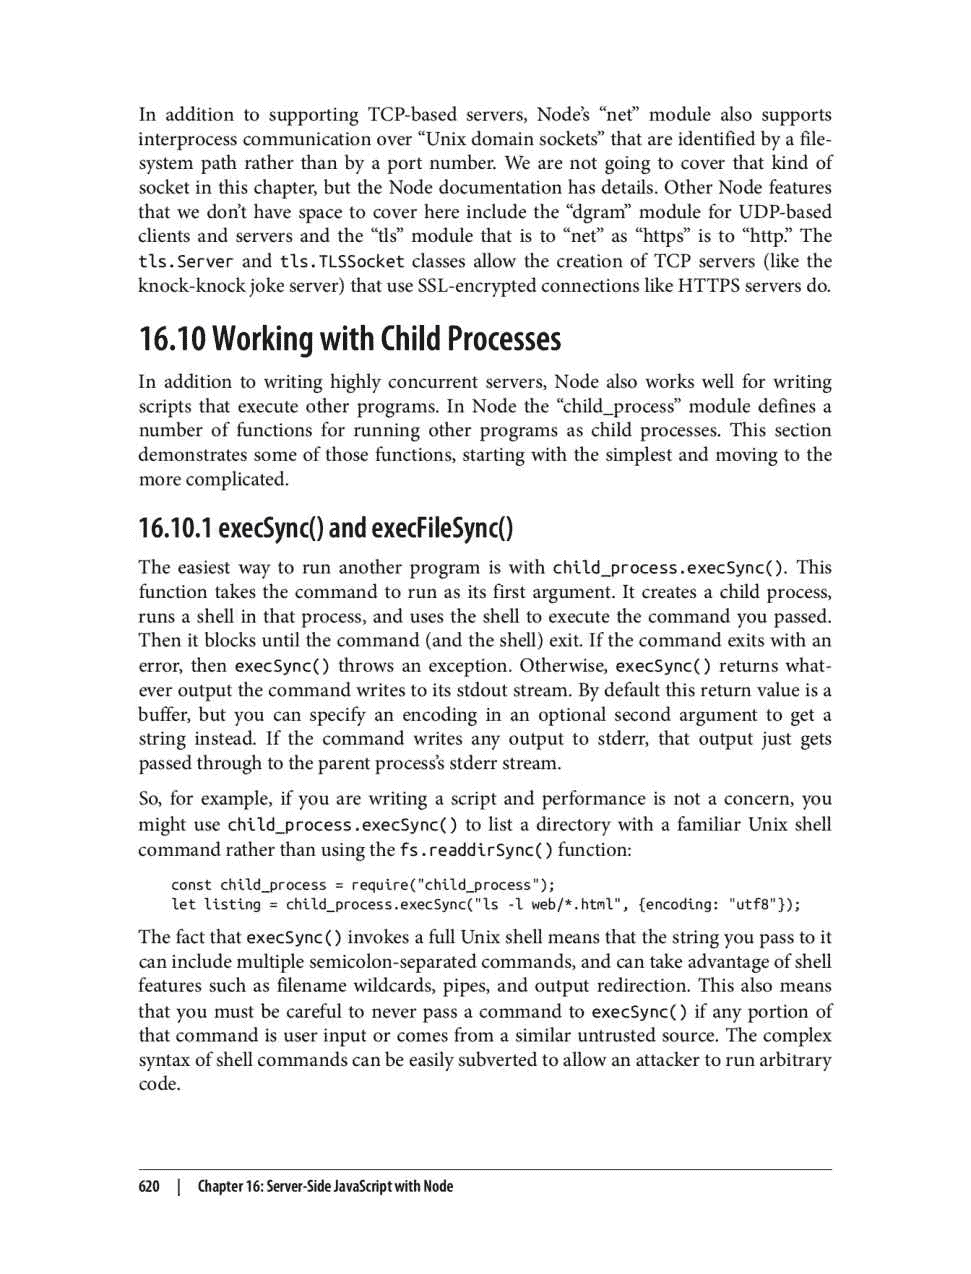 In addition to supporting TCP-based servers, Node’s “net” module also supports
interprocess communication over “Unix domain sockets” that are identified by a file-
system path rather than by a port number. We are not going to cover that kind of
socket in this chapter, but the Node documentation has details. Other Node features
that we don’t have space to cover here include the “dgram” module for UDP-based
clients and servers and the “tls” module that is to “net” as “https” is to “http.” The
tls.Server and tls.TLSSocket classes allow the creation of TCP servers (like the
knock-knock joke server) that use SSL-encrypted connections like HTTPS servers do.
16.10 Working with Child Processes
In addition to writing highly concurrent servers, Node also works well for writing
scripts that execute other programs. In Node the “child_process” module defines a
number of functions for running other programs as child processes. This section
demonstrates some of those functions, starting with the simplest and moving to the
more complicated.
16.10.1 execSync() and execFileSync()
The easiest way to run another program is with child_process.execSync(). This
function takes the command to run as its first argument. It creates a child process,
runs a shell in that process, and uses the shell to execute the command you passed.
Then it blocks until the command (and the shell) exit. If the command exits with an
error, then execSync() throws an exception. Otherwise, execSync() returns what-
ever output the command writes to its stdout stream. By default this return value is a
buffer, but you can specify an encoding in an optional second argument to get a
string instead. If the command writes any output to stderr, that output just gets
passed through to the parent process’s stderr stream.
So, for example, if you are writing a script and performance is not a concern, you
might use child_process.execSync() to list a directory with a familiar Unix shell
command rather than using the fs.readdirSync() function:
const child_process = require("child_process");
let listing = child_process.execSync("ls -l web/*.html", {encoding: "utf8"});
The fact that execSync() invokes a full Unix shell means that the string you pass to it
can include multiple semicolon-separated commands, and can take advantage of shell
features such as filename wildcards, pipes, and output redirection. This also means
that you must be careful to never pass a command to execSync() if any portion of
that command is user input or comes from a similar untrusted source. The complex
syntax of shell commands can be easily subverted to allow an attacker to run arbitrary
code.
620 | Chapter 16: Server-Side JavaScript with Node